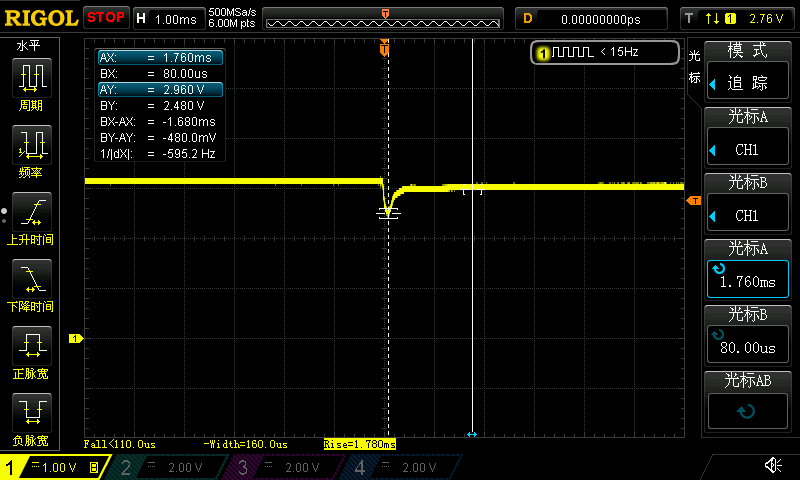 RIGOL STOP H 1.00ms 500MSa/s 6.00M pts T D 0.00000000ps T 1 2.76 V
水平
周期
频率
上升时间
下降时间
正脉宽
负脉宽
AX: = 1.760ms
BX: = 80.00us
AY: = 2.960 V
BY: = 2.480 V
BX-AX: = -1.680ms
BY-AY: = -480.0mV
1/|dX|: = -595.2 Hz
T
1 < 15Hz
T
1
Fall<110.0us -Width=160.0us Rise=1.780ms
光标
模式
追踪
光标A
CH1
光标B
CH1
光标A
1.760ms
光标B
80.00us
光标AB
1 = 1.00 V B 2 = 2.00 V 3 = 2.00 V 4 = 2.00 V